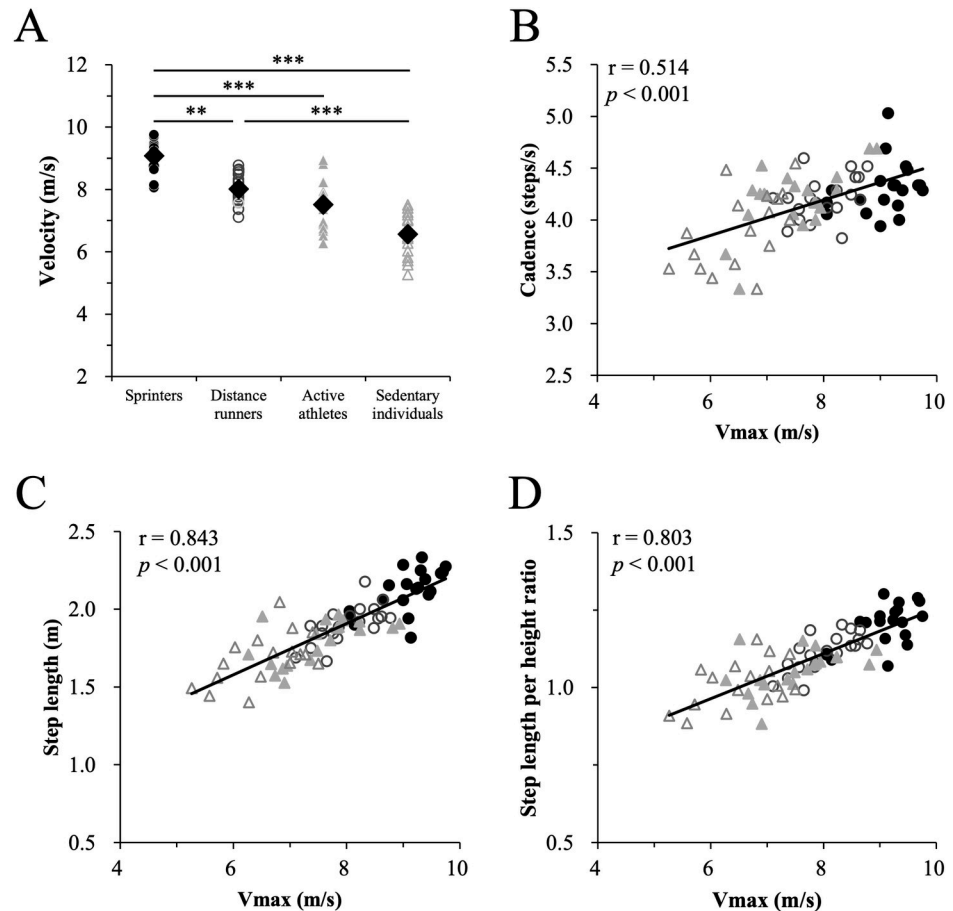 A
12
10
8
6
4
2
Velocity (m/s)
***
***
**
***
Sprinters
Distance
runners
Active
athletes
Sedentary
individuals
B
r = 0.514
p < 0.001
5.5
5.0
4.5
4.0
3.5
3.0
2.5
Cadence (steps/s)
4
6
8
10
Vmax (m/s)
C
r = 0.843
p < 0.001
2.5
2.0
1.5
1.0
0.5
Step length (m)
4
6
8
10
Vmax (m/s)
D
r = 0.803
p < 0.001
1.5
1.0
0.5
Step length per height ratio
4
6
8
10
Vmax (m/s)